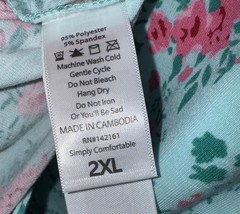 95% Polyester
5% Spandex
Machine Wash Cold
Gentle Cycle
Do Not Bleach
Hang Dry
Do Not Iron
Or You'll Be Sad
MADE IN CAMBODIA
RN#142161
Simply Comfortable
2XL